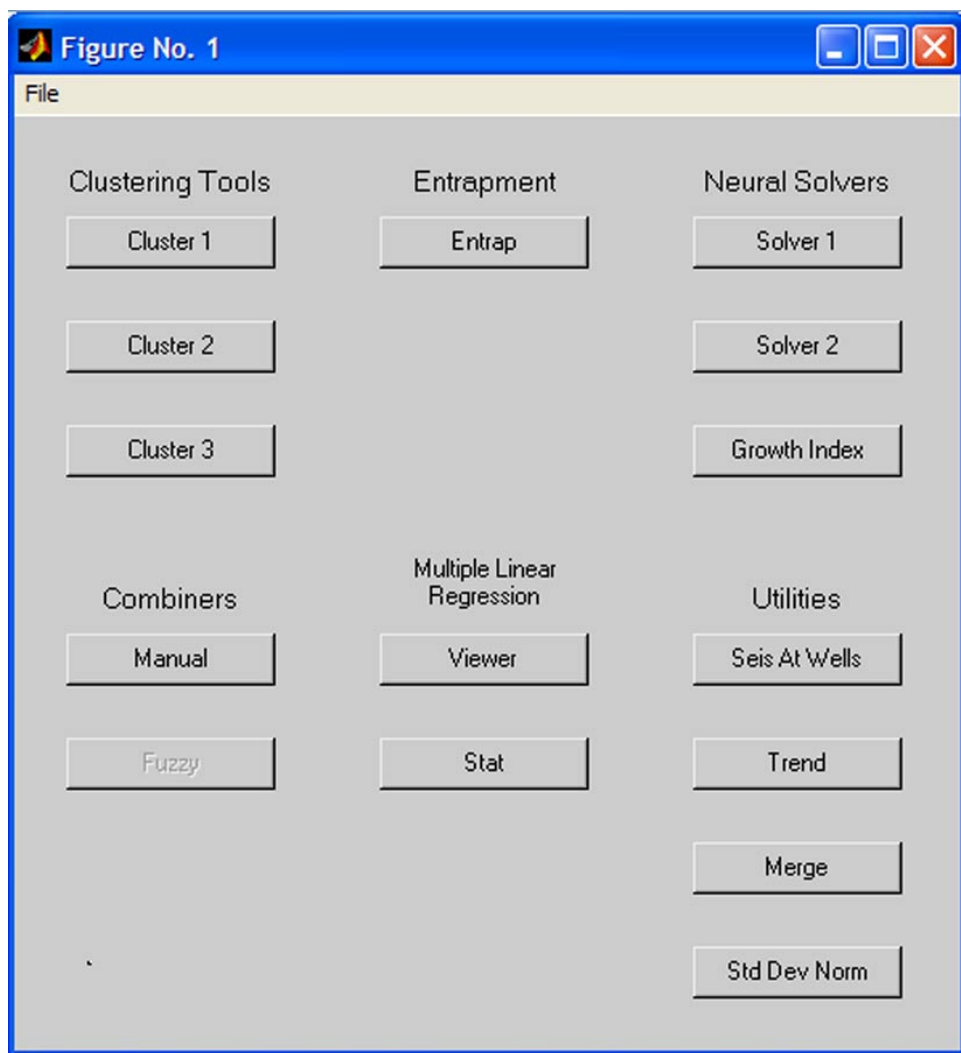 Figure No. 1
File
Clustering Tools
Cluster 1
Cluster 2
Cluster 3
Entrapment
Entrap
Neural Solvers
Solver 1
Solver 2
Growth Index
Combiners
Manual
Fuzzy
Multiple Linear
Regression
Viewer
Stat
Utilities
Seis At Wells
Trend
Merge
Std Dev Norm